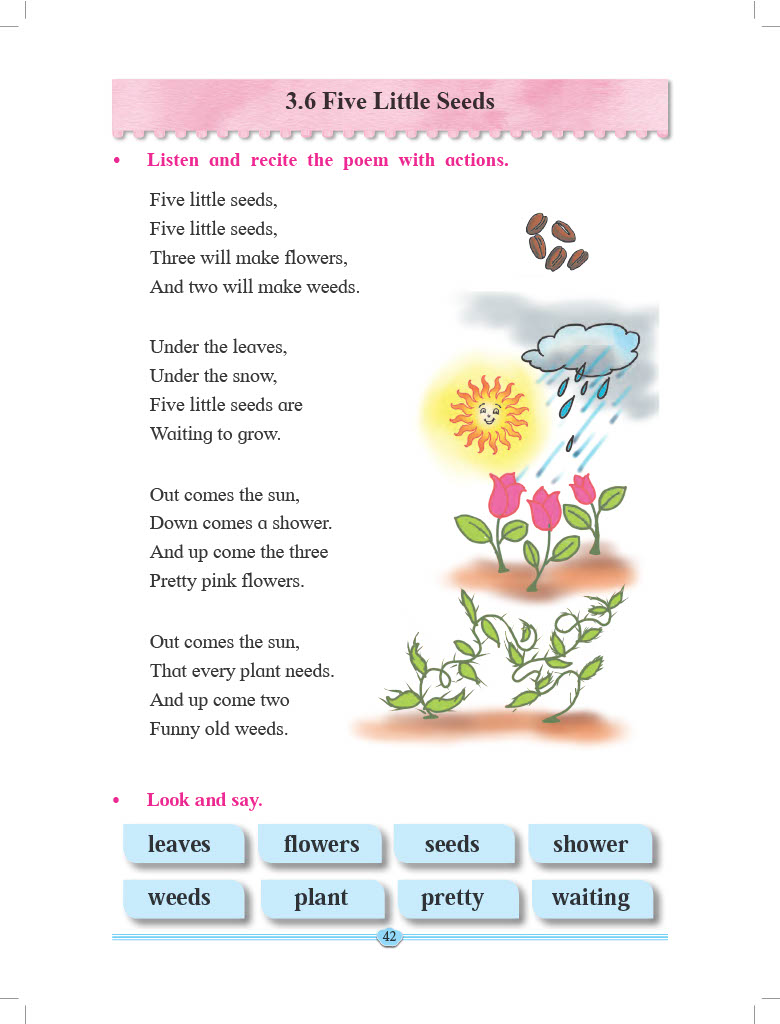 3.6 Five Little Seeds
• Listen and recite the poem with actions.
Five little seeds,
Five little seeds,
Three will make flowers,
And two will make weeds.
Under the leaves,
Under the snow,
Five little seeds are
Waiting to grow.
Out comes the sun,
Down comes a shower.
And up come the three
Pretty pink flowers.
Out comes the sun,
That every plant needs.
And up come two
Funny old weeds.
• Look and say.
leaves flowers seeds shower
weeds plant pretty waiting
42